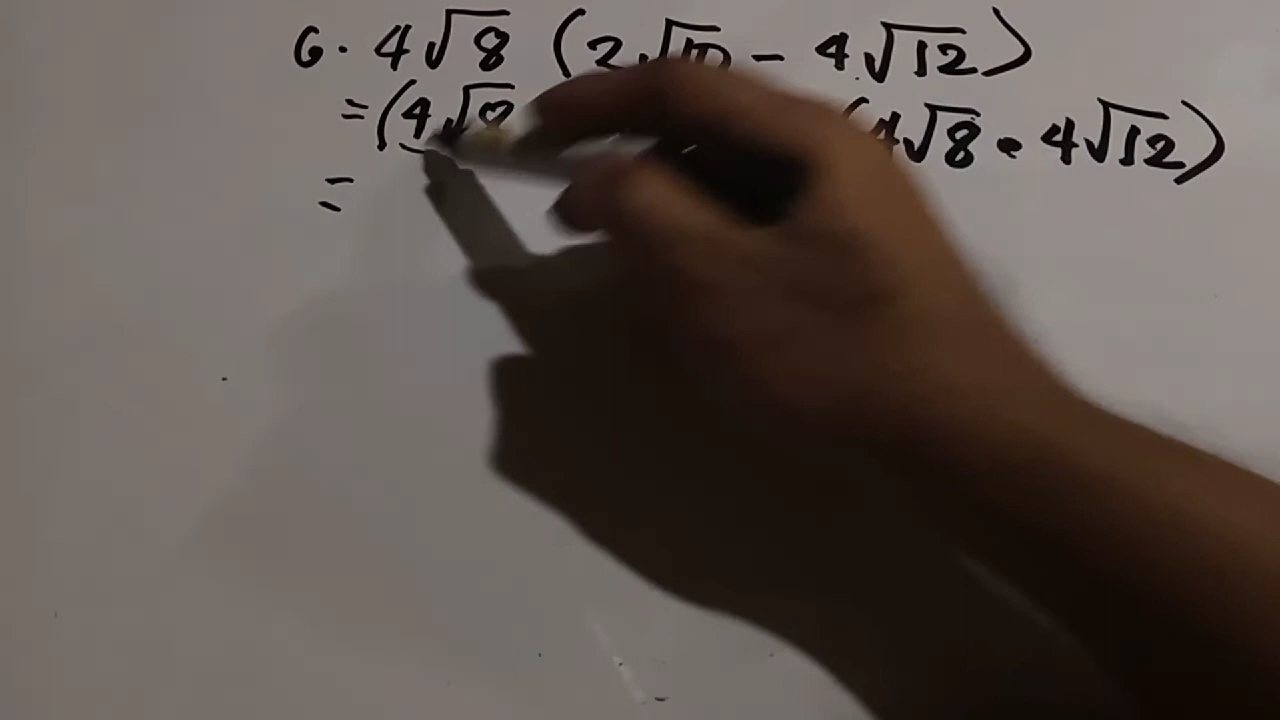 6. 4√8 (2√10 - 4√12)
= (4√8 (4√8 • 4√12)
=